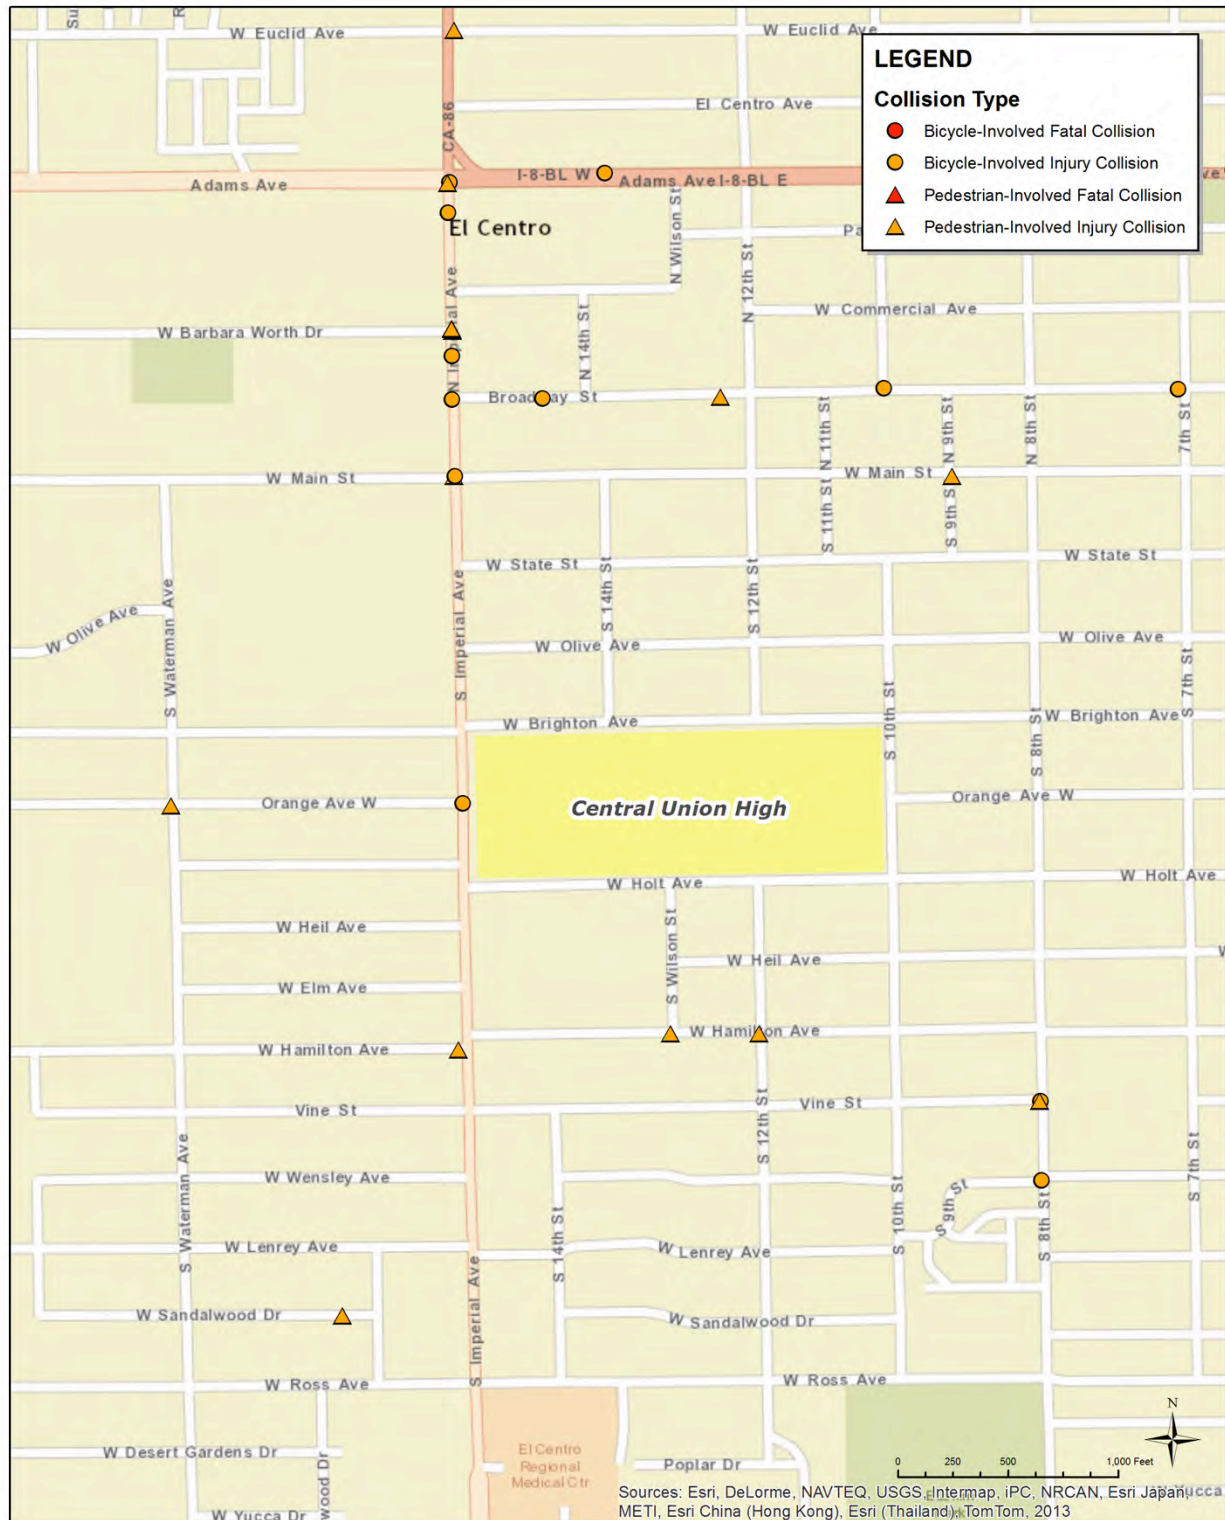 Su
R
W Euclid Ave
W Euclid Ave
LEGEND
Collision Type
Bicycle-Involved Fatal Collision
Bicycle-Involved Injury Collision
Pedestrian-Involved Fatal Collision
Pedestrian-Involved Injury Collision
CA-86
El Centro Ave
Adams Ave
I-8-BL W
Adams Ave I-8-BL E
El Centro
N Wilson St
N 12th St
Pa
W Commercial Ave
W Barbara Worth Dr
N Imperial Ave
N 14th St
Broadway St
N 11th St
N 9th St
N 8th St
7th St
W Main St
W Main St
S 11th St
S 9th S
W State St
W State St
S 14th St
S 12th St
W Olive Ave
S Waterman Ave
S Imperial Ave
W Olive Ave
W Olive Ave
S 7th St
S 10th St
W Brighton Ave
W Brighton Ave
S 8th St
Orange Ave W
Central Union High
Orange Ave W
W Holt Ave
W Holt Ave
W Heil Ave
S Wilson St
W Heil Ave
W
W Elm Ave
W Hamilton Ave
W Hamilton Ave
Vine St
Vine St
S 12th St
W Wensley Ave
S Waterman Ave
S 9th St
S 7th St
S 10th St
S 8th St
W Lenrey Ave
S 14th St
W Lenrey Ave
S Imperial Ave
W Sandalwood Dr
W Sandalwood Dr
W Ross Ave
W Ross Ave
N
W Desert Gardens Dr
wood Dr
El Centro
Regional
Medical Ctr
Poplar Dr
0 250 500 1,000 Feet
W Yucca
W Yucca Dr
Sources: Esri, DeLorme, NAVTEQ, USGS, Intermap, iPC, NRCAN, Esri Japan,
METI, Esri China (Hong Kong), Esri (Thailand), TomTom, 2013